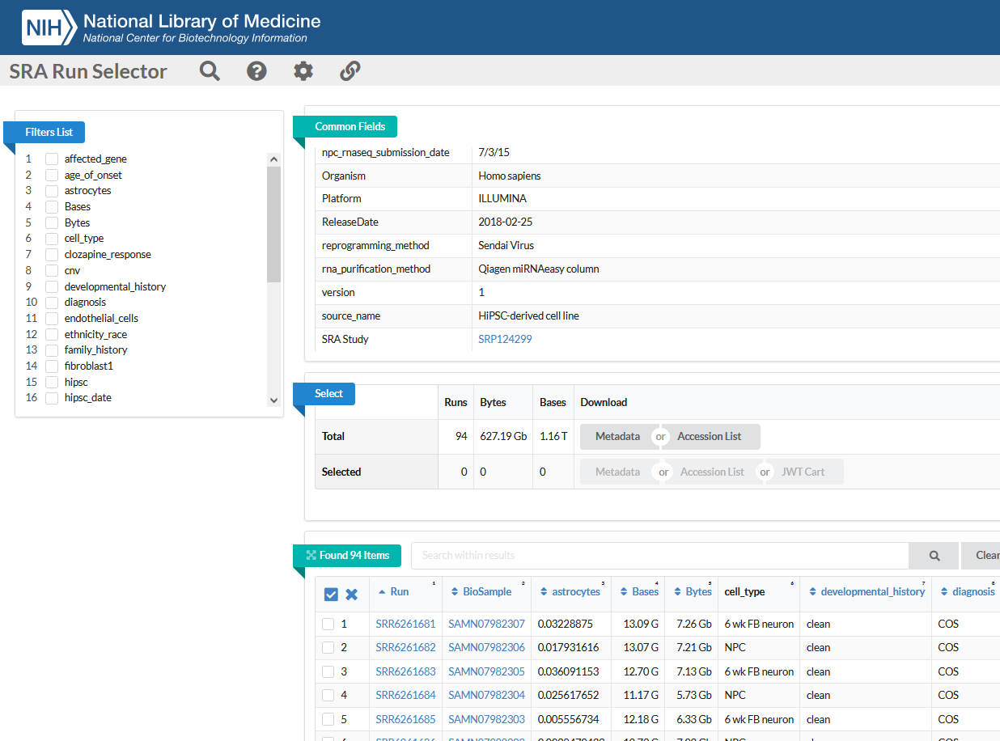 NIH National Library of Medicine
National Center for Biotechnology Information
SRA Run Selector
Filters List
1 affected_gene
2 age_of_onset
3 astrocytes
4 Bases
5 Bytes
6 cell_type
7 clozapine_response
8 cnv
9 developmental_history
10 diagnosis
11 endothelial_cells
12 ethnicity_race
13 family_history
14 fibroblast1
15 hipsc
16 hipsc_date
Common Fields
npc_rnaseq_submission_date 7/3/15
Organism Homo sapiens
Platform ILLUMINA
ReleaseDate 2018-02-25
reprogramming_method Sendai Virus
rna_purification_method Qiagen miRNAeasy column
version 1
source_name HiPSC-derived cell line
SRA Study SRP124299
Select
Runs Bytes Bases Download
Total 94 627.19 Gb 1.16 T Metadata or Accession List
Selected 0 0 0 Metadata or Accession List or JWT Cart
Found 94 Items Search within results Clear
Run 1 BioSample 2 astrocytes 3 Bases 4 Bytes 5 cell_type 6 developmental_history 7 diagnosis 8
1 SRR6261681 SAMN07982307 0.03228875 13.09 G 7.26 Gb 6 wk FB neuron clean COS
2 SRR6261682 SAMN07982306 0.017931616 13.07 G 7.21 Gb NPC clean COS
3 SRR6261683 SAMN07982305 0.036091153 12.70 G 7.13 Gb 6 wk FB neuron clean COS
4 SRR6261684 SAMN07982304 0.025617652 11.17 G 5.73 Gb NPC clean COS
5 SRR6261685 SAMN07982303 0.005556734 12.18 G 6.33 Gb 6 wk FB neuron clean COS